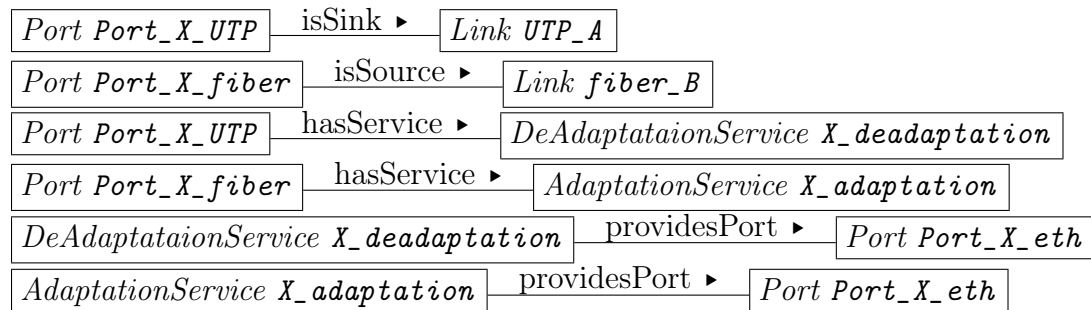 Port Port_X_UTP isSink ▸ Link UTP_A
Port Port_X_fiber isSource ▸ Link fiber_B
Port Port_X_UTP hasService ▸ DeAdaptataionService X_deadaptation
Port Port_X_fiber hasService ▸ AdaptationService X_adaptation
DeAdaptataionService X_deadaptation providesPort ▸ Port Port_X_eth
AdaptationService X_adaptation providesPort ▸ Port Port_X_eth